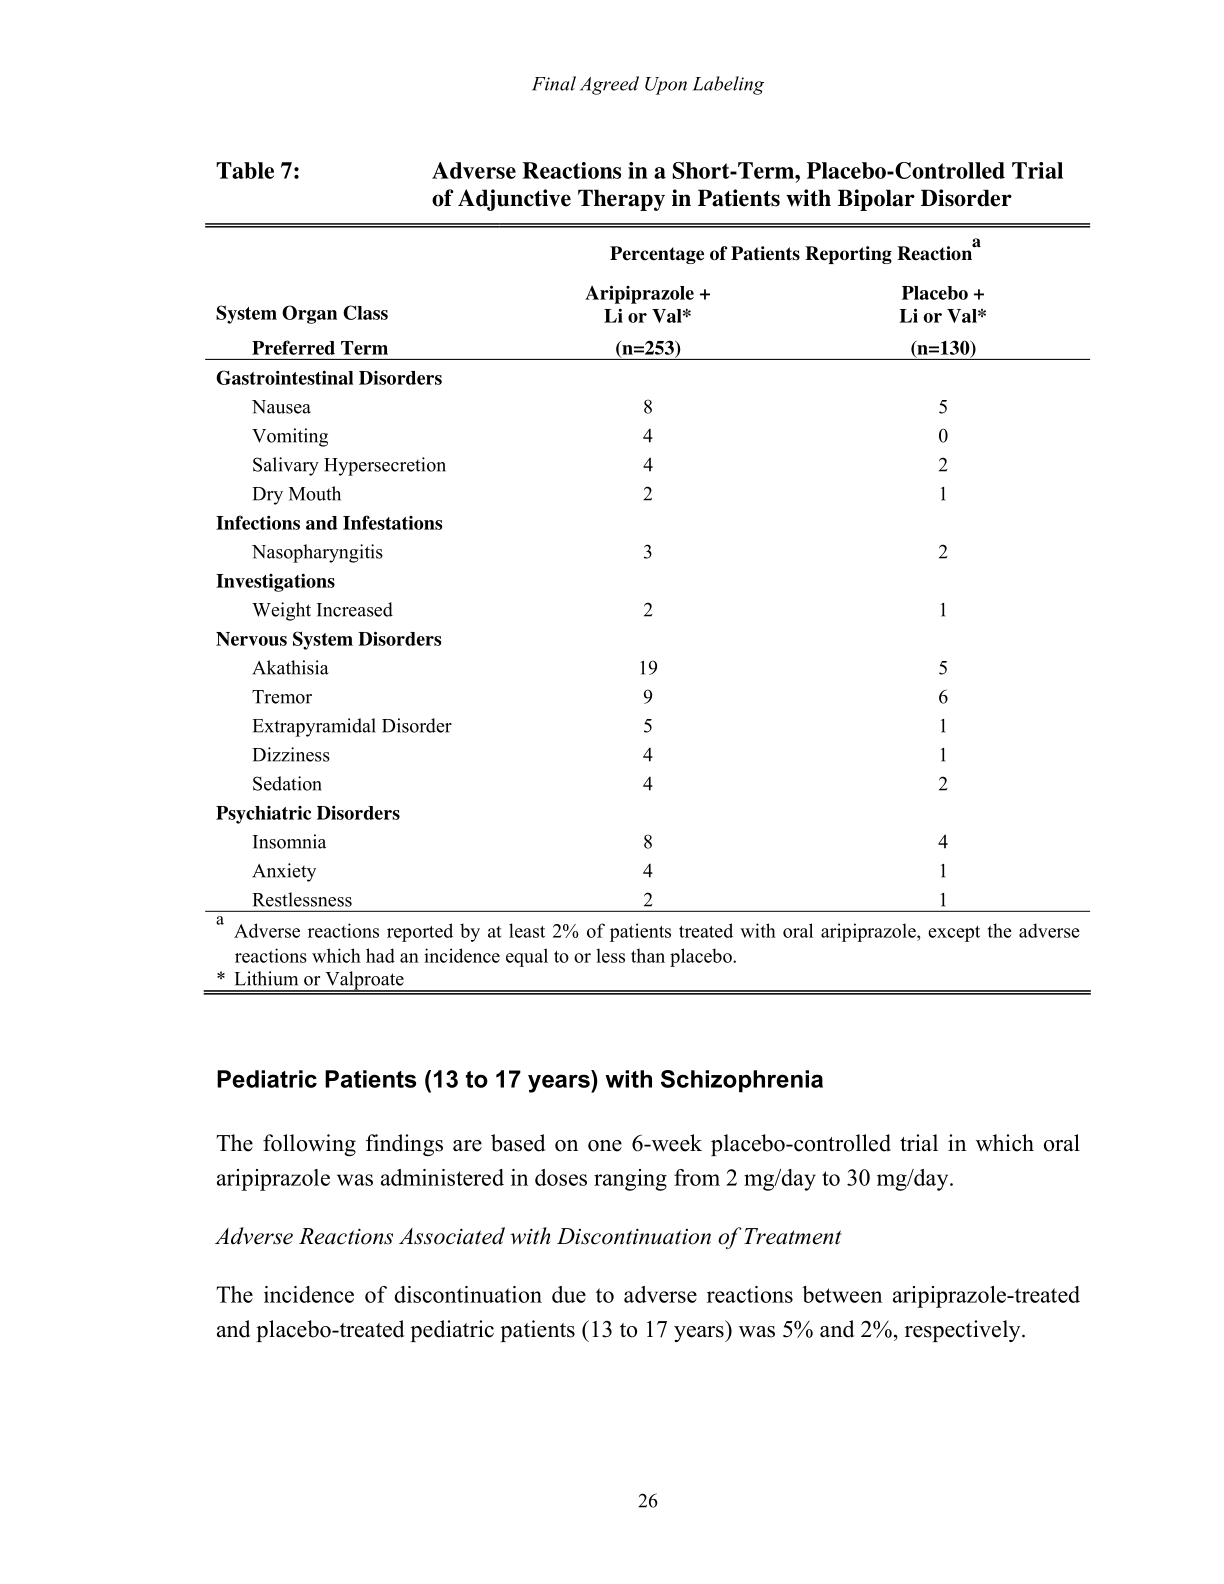 Final Agreed Upon Labeling
Table 7: Adverse Reactions in a Short-Term, Placebo-Controlled Trial
of Adjunctive Therapy in Patients with Bipolar Disorder
Percentage of Patients Reporting Reaction a
Aripiprazole + Placebo +
System Organ Class Li or Val* Li or Val*
Preferred Term (n=253) (n=130)
Gastrointestinal Disorders
Nausea 8 5
Vomiting 4 0
Salivary Hypersecretion 4 2
Dry Mouth 2 1
Infections and Infestations
Nasopharyngitis 3 2
Investigations
Weight Increased 2 1
Nervous System Disorders
Akathisia 19 5
Tremor 9 6
Extrapyramidal Disorder 5 1
Dizziness 4 1
Sedation 4 2
Psychiatric Disorders
Insomnia 8 4
Anxiety 4 1
Restlessness 2 1
a Adverse reactions reported by at least 2% of patients treated with oral aripiprazole, except the adverse
reactions which had an incidence equal to or less than placebo.
* Lithium or Valproate
Pediatric Patients (13 to 17 years) with Schizophrenia
The following findings are based on one 6-week placebo-controlled trial in which oral
aripiprazole was administered in doses ranging from 2 mg/day to 30 mg/day.
Adverse Reactions Associated with Discontinuation of Treatment
The incidence of discontinuation due to adverse reactions between aripiprazole-treated
and placebo-treated pediatric patients (13 to 17 years) was 5% and 2%, respectively.
26